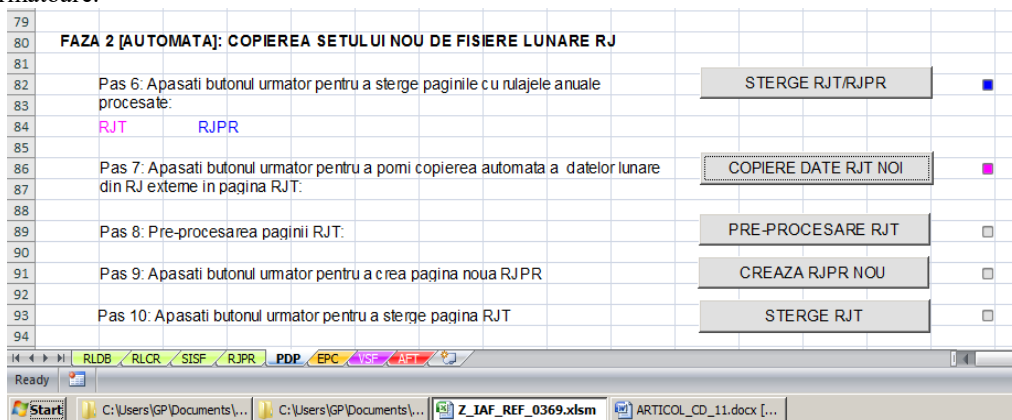 79
80 FAZA 2 [AUTOMATA]: COPIEREA SETULUI NOU DE FISIERE LUNARE RJ
81
82 Pas 6: Apasati butonul urmator pentru a sterge paginile cu rulajele anuale STERGE RJT/RJPR
83 procesate:
84 RJT RJPR
85
86 Pas 7: Apasati butonul urmator pentru a porni copierea automata a datelor lunare COPIERE DATE RJT NOI
87 din RJ externe in pagina RJT:
88
89 Pas 8: Pre-procesarea paginii RJT: PRE-PROCESARE RJT
90
91 Pas 9: Apasati butonul urmator pentru a crea pagina noua RJPR CREAZA RJPR NOU
92
93 Pas 10: Apasati butonul urmator pentru a sterge pagina RJT STERGE RJT
94
RLDB RLCR SISF RJPR PDP EPC VSF AFT
Ready
Start C:\Users\GP\Documents\... C:\Users\GP\Documents\... Z_IAF_REF_0369.xlsm ARTICOL_CD_11.docx [...